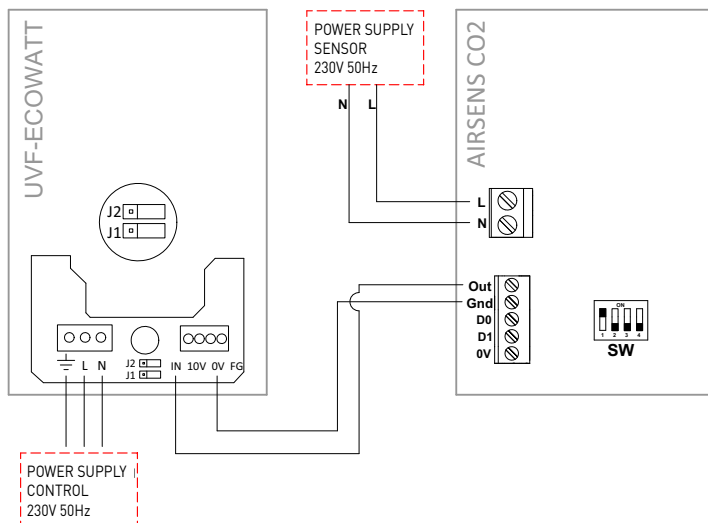 UVF-ECOWATT
J2
J1
L N
J2
J1
IN 10V 0V FG
POWER SUPPLY
CONTROL
230V 50Hz
POWER SUPPLY
SENSOR
230V 50Hz
N L
AIRSENS CO2
L
N
Out
Gnd
D0
D1
0V
ON
1 2 3 4
SW